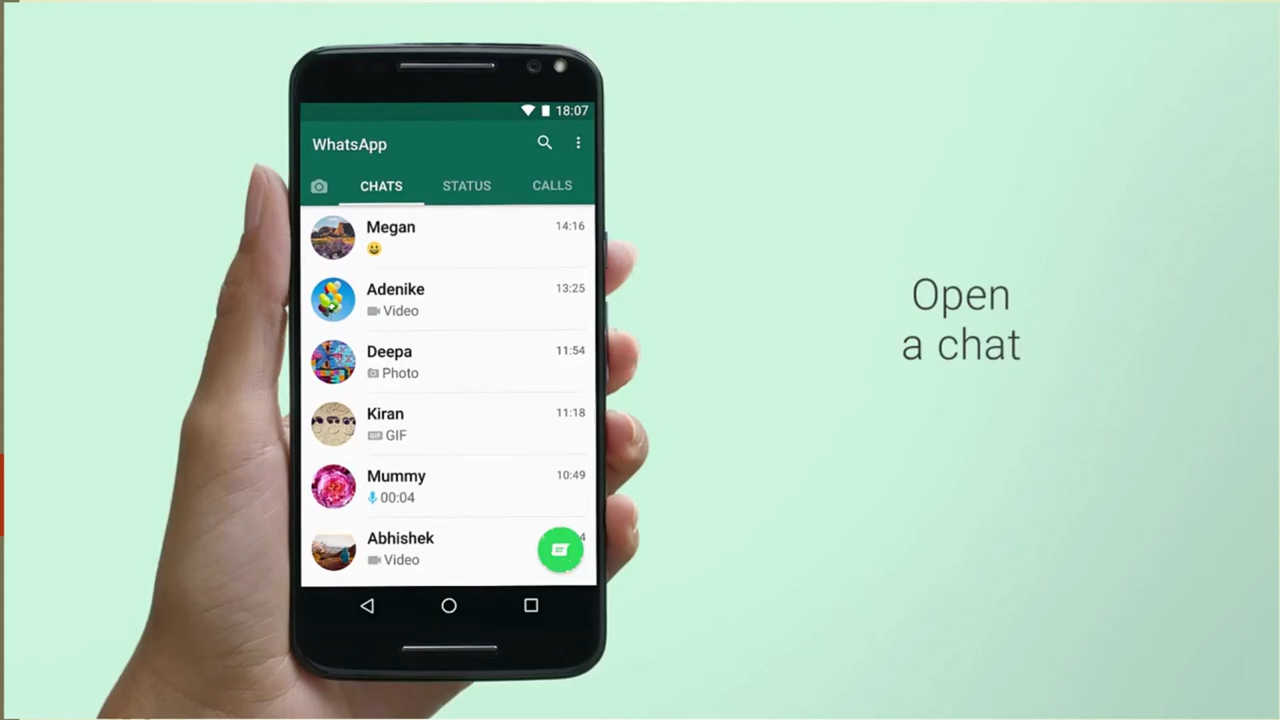 18:07
WhatsApp
CHATS STATUS CALLS
Megan 14:16
Adenike 13:25
Video
Deepa 11:54
Photo
Kiran 11:18
GIF GIF
Mummy 10:49
00:04
Abhishek
Video
Open
a chat